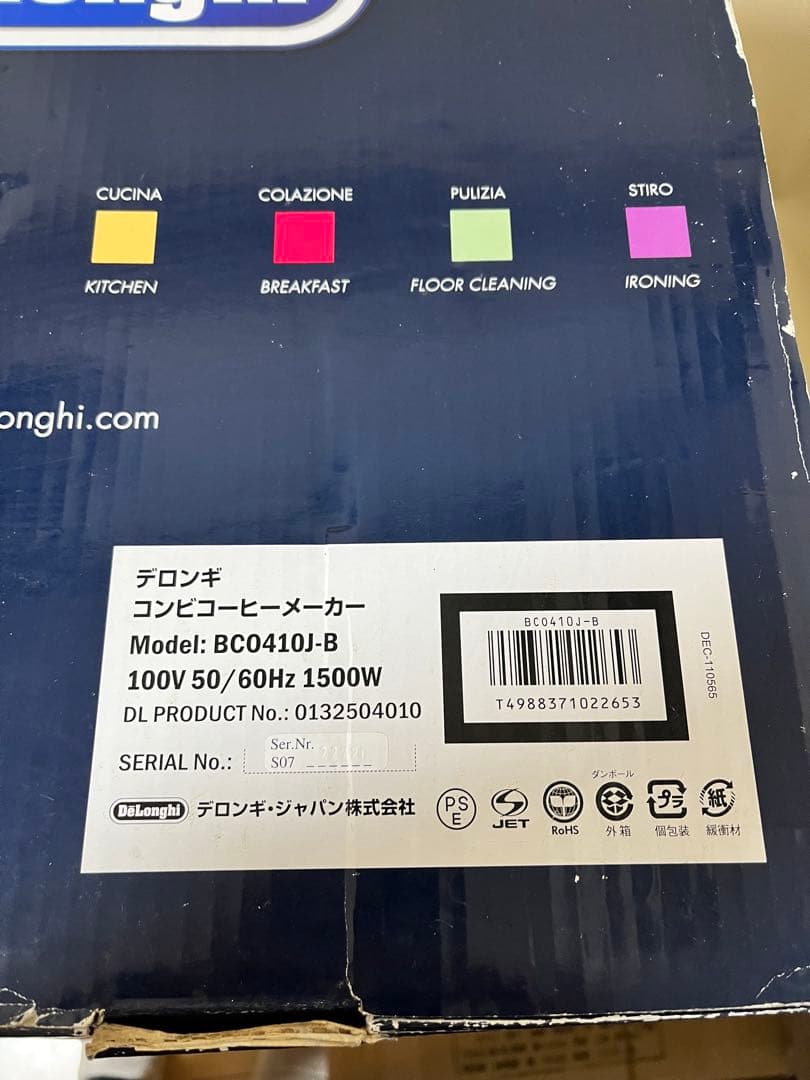 CUCINA COLAZIONE PULIZIA STIRO
KITCHEN BREAKFAST FLOOR CLEANING IRONING
onghi.com
デロンギ
コンビコーヒーメーカー
Model: BCO410J-B
100V 50/60Hz 1500W
DL PRODUCT No.: 0132504010
SERIAL No.:
Ser.Nr.
S07 _ _ _ _ _ _
BCO410J-B
T4988371022653
DEC-110565
DeLonghi デロンギ・ジャパン株式会社
PS
E
JET
RoHS
ダンボール
外箱
プラ
個包装
紙
緩衝材